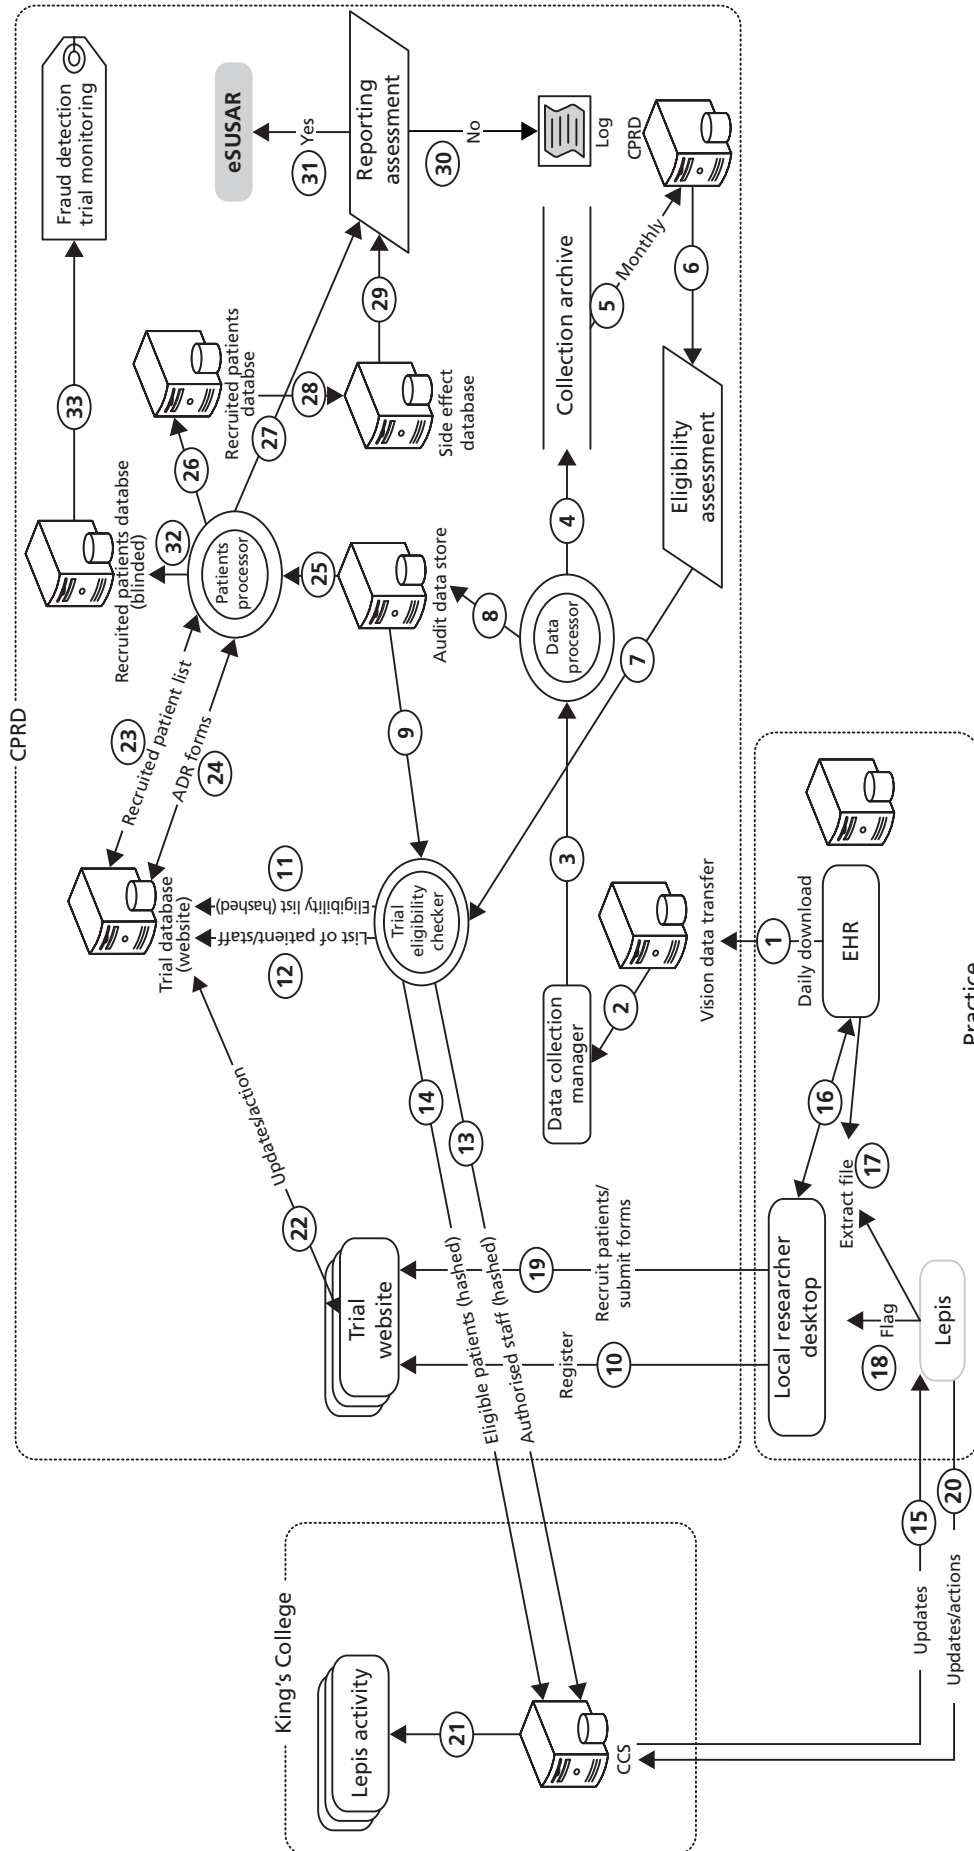 CPRD
Fraud detection
trial monitoring
33
Recruited patients databse
(blinded)
32
Patients
processor
26
Recruited patients
databse
27
28
Side effect
database
29
Reporting
assessment
31
Yes
eSUSAR
30
No
Log
25
Audit data store
23
Recruited patient list
ADR forms
24
Trial database
(website)
11
Eligibility list (hashed)
List of patient/staff
12
Trial
eligibility
checker
9
8
Data
processor
4
Collection archive
5
Monthly
CPRD
6
Eligibility
assessment
7
3
Data collection
manager
2
Vision data transfer
1
Daily download
EHR
Practice
16
Extract file
17
Local researcher
desktop
Flag
18
Lepis
Recruit patients/
submit forms
19
Register
10
Trial
website
22
Updates/action
14
13
Eligible patients (hashed)
Authorised staff (hashed)
King's College
Lepis activity
21
CCS
15
Updates
20
Updates/actions